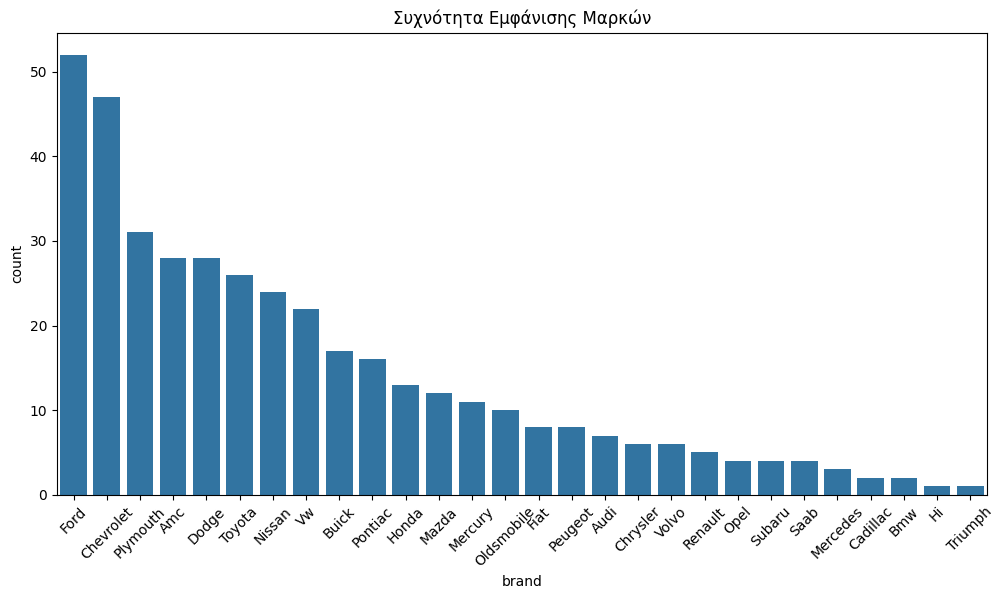 Συχνότητα Εμφάνισης Μαρκών
count
50
40
30
20
10
0
Ford
Chevrolet
Plymouth
Amc
Dodge
Toyota
Nissan
Vw
Buick
Pontiac
Honda
Mazda
Mercury
Oldsmobile
Fiat
Peugeot
Audi
Chrysler
Volvo
Renault
Opel
Subaru
Saab
Mercedes
Cadillac
Bmw
Hi
Triumph
brand